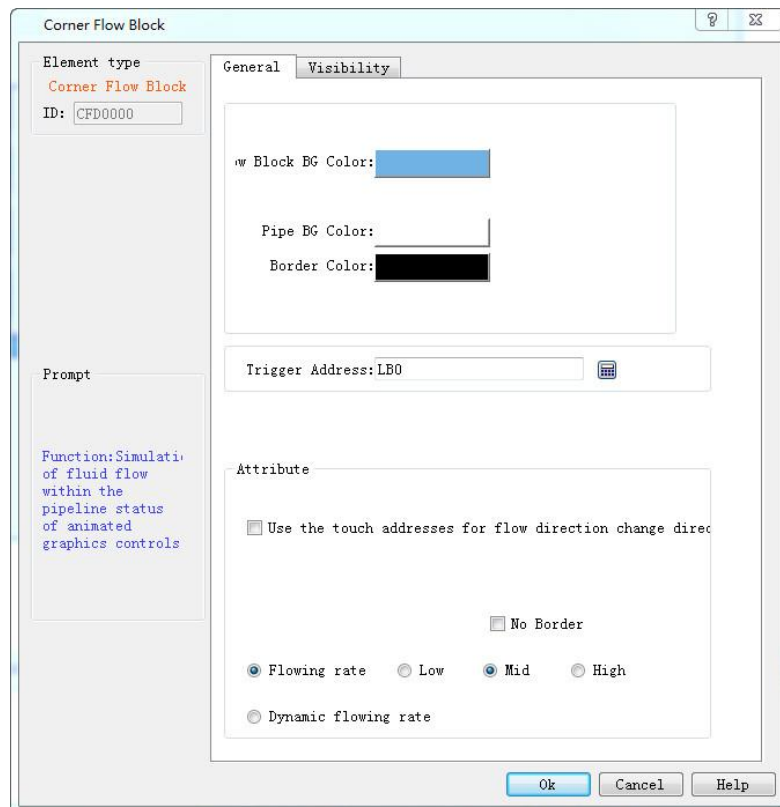 Corner Flow Block
Element type
Corner Flow Block
ID: CFD0000
General
Visibility
w Block BG Color:
Pipe BG Color:
Border Color:
Trigger Address: LB0
Prompt
Function:Simulati
of fluid flow
within the
pipeline status
of animated
graphics controls
Attribute
Use the touch addresses for flow direction change direc
No Border
Flowing rate Low Mid High
Dynamic flowing rate
Ok Cancel Help